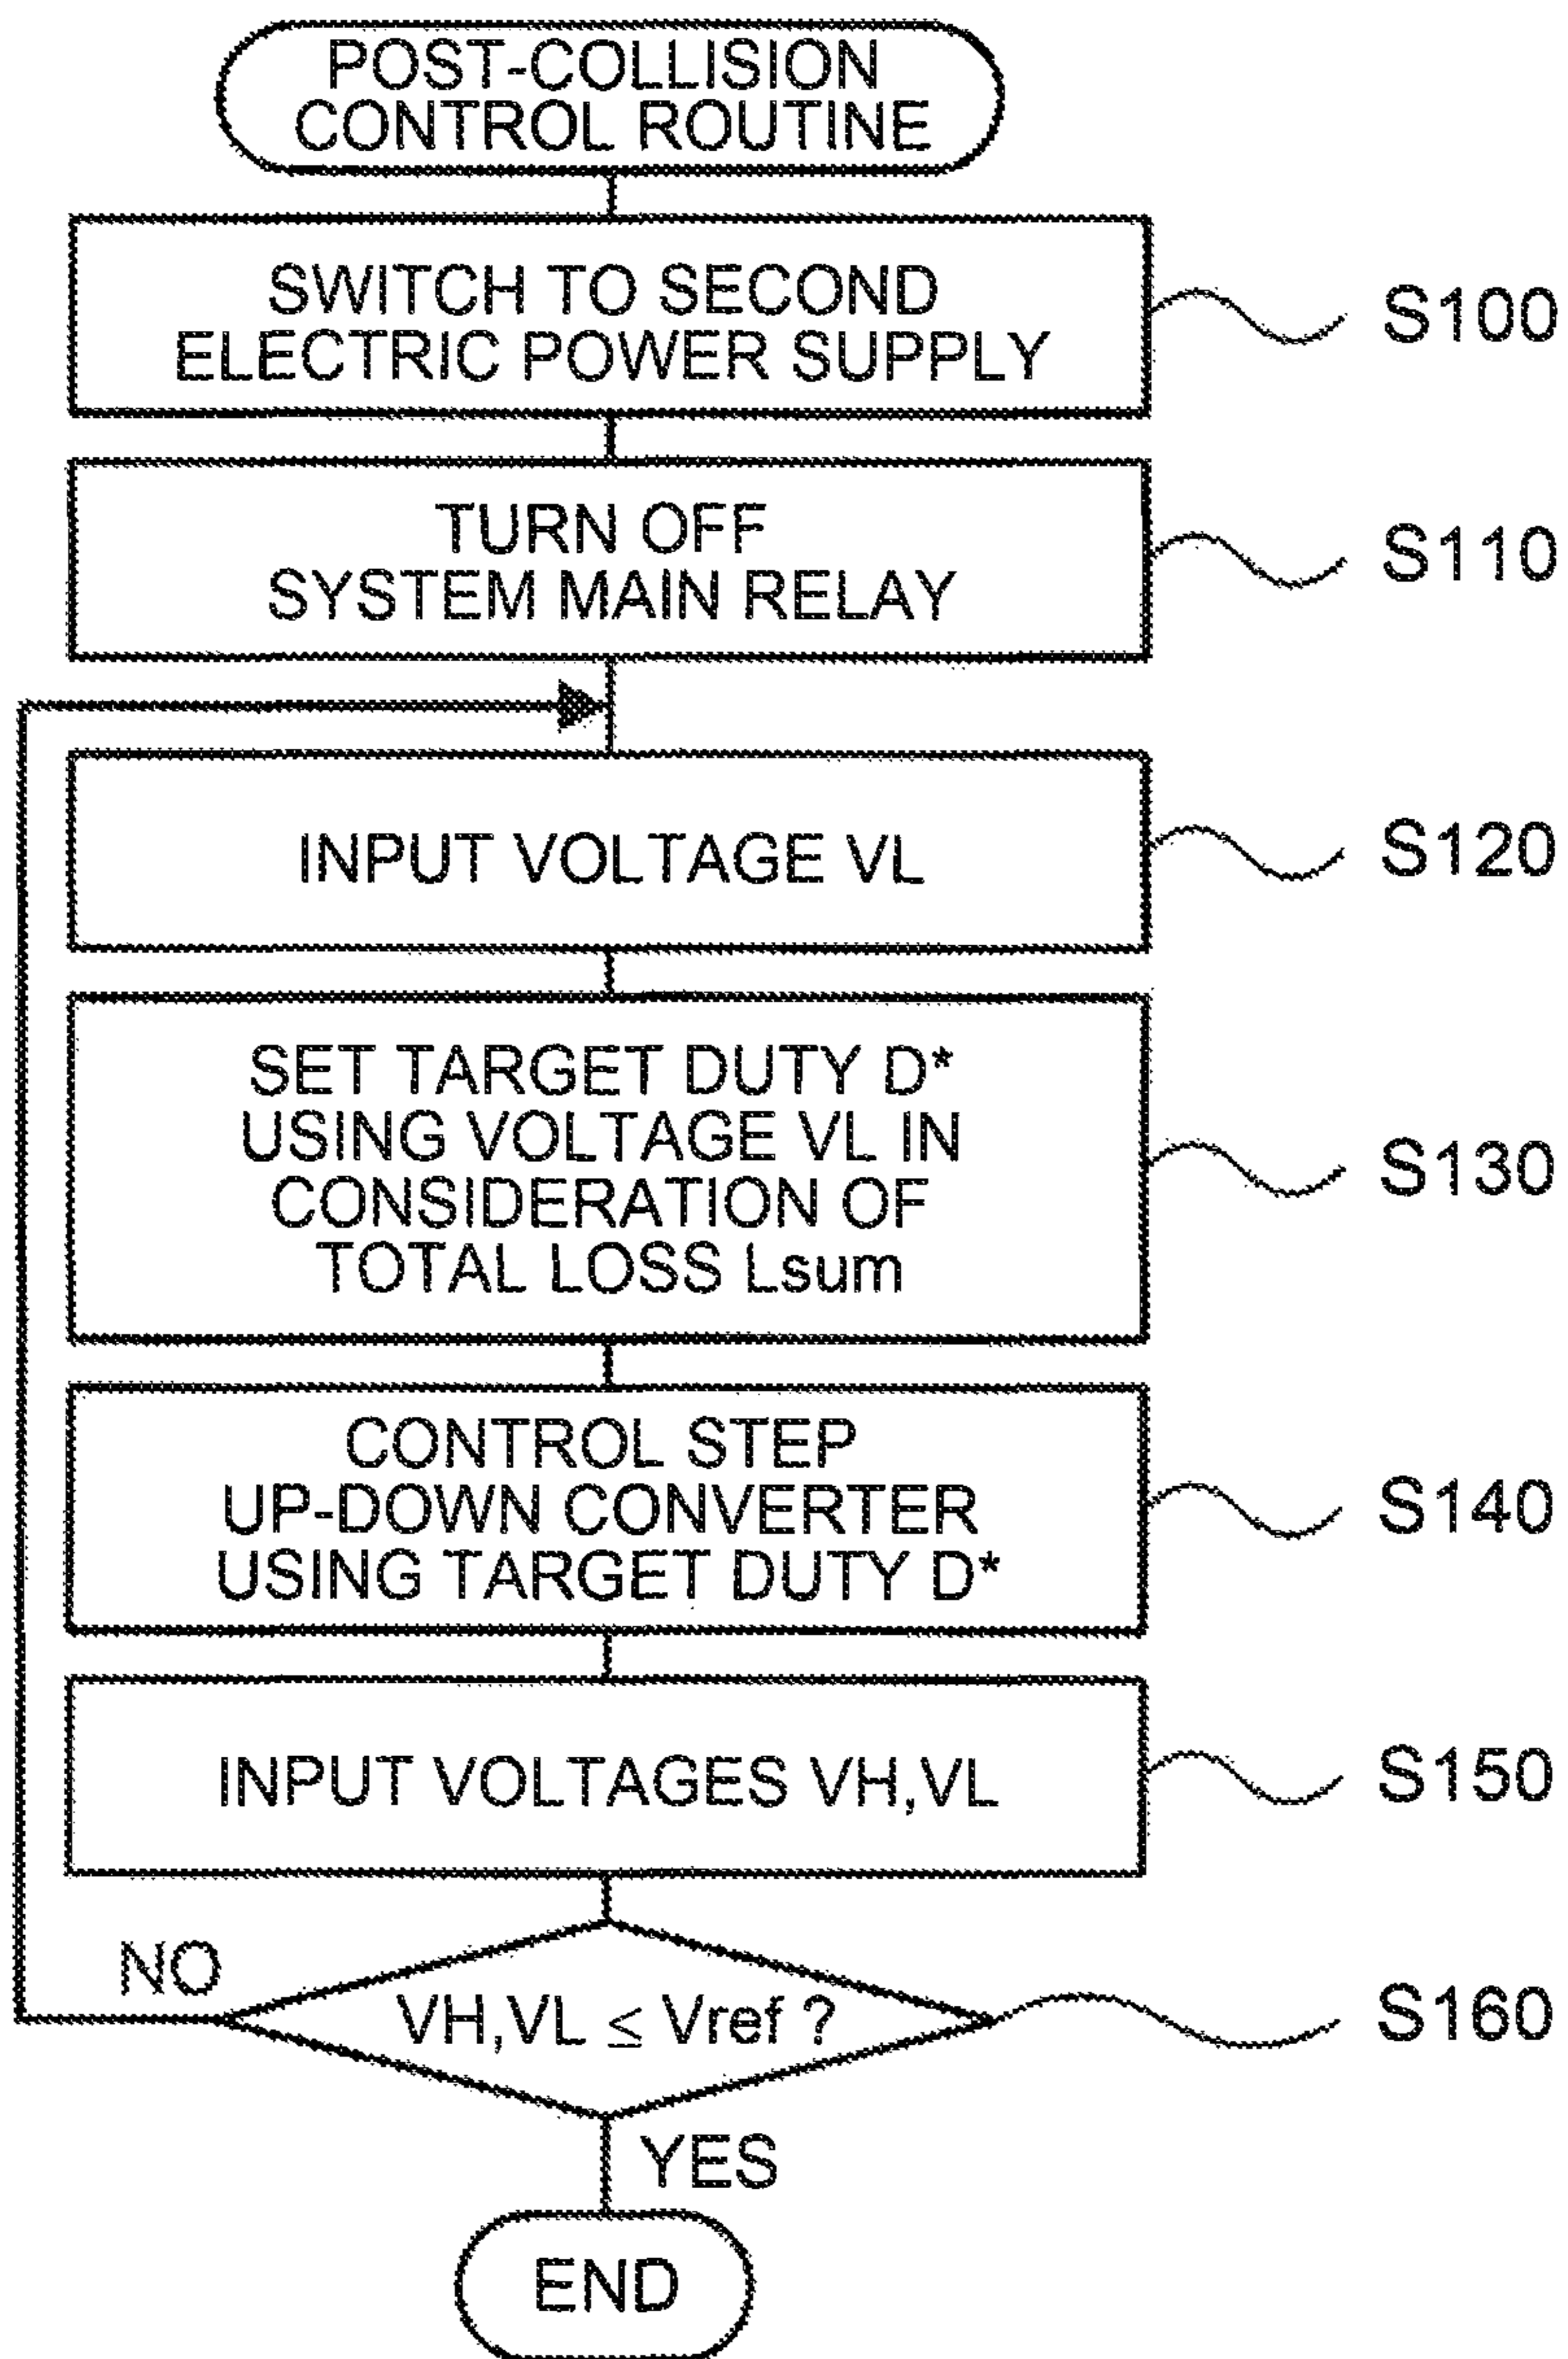 POST-COLLISION
CONTROL ROUTINE
SWITCH TO SECOND
ELECTRIC POWER SUPPLY
S100
TURN OFF
SYSTEM MAIN RELAY
S110
INPUT VOLTAGE VL
S120
SET TARGET DUTY D*
USING VOLTAGE VL IN
CONSIDERATION OF
TOTAL LOSS Lsum
S130
CONTROL STEP
UP-DOWN CONVERTER
USING TARGET DUTY D*
S140
INPUT VOLTAGES VH,VL
S150
NO
VH,VL ≤ Vref ?
S160
YES
END